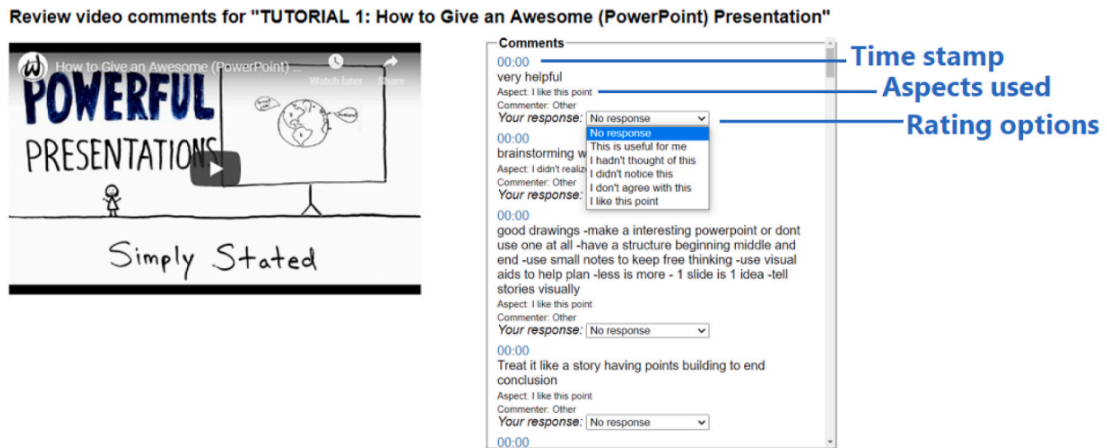 Review video comments for "TUTORIAL 1: How to Give an Awesome (PowerPoint) Presentation"
How to Give an Awesome (PowerPoint) ...
Watch later
Share
POWERFUL
PRESENTATIONS
Simply Stated
Comments
00:00
very helpful
Aspect: I like this point
Commenter: Other
Your response: No response
No response
This is useful for me
I hadn't thought of this
I didn't notice this
I don't agree with this
I like this point
00:00
brainstorming
Aspect: I didn't
Commenter: Other
Your response:
00:00
good drawings -make a interesting powerpoint or dont
use one at all -have a structure beginning middle and
end -use small notes to keep free thinking -use visual
aids to help plan -less is more - 1 slide is 1 idea -tell
stories visually
Aspect: I like this point
Commenter: Other
Your response: No response
00:00
Treat it like a story having points building to end
conclusion
Aspect: I like this point
Commenter: Other
Your response: No response
00:00
Time stamp
Aspects used
Rating options